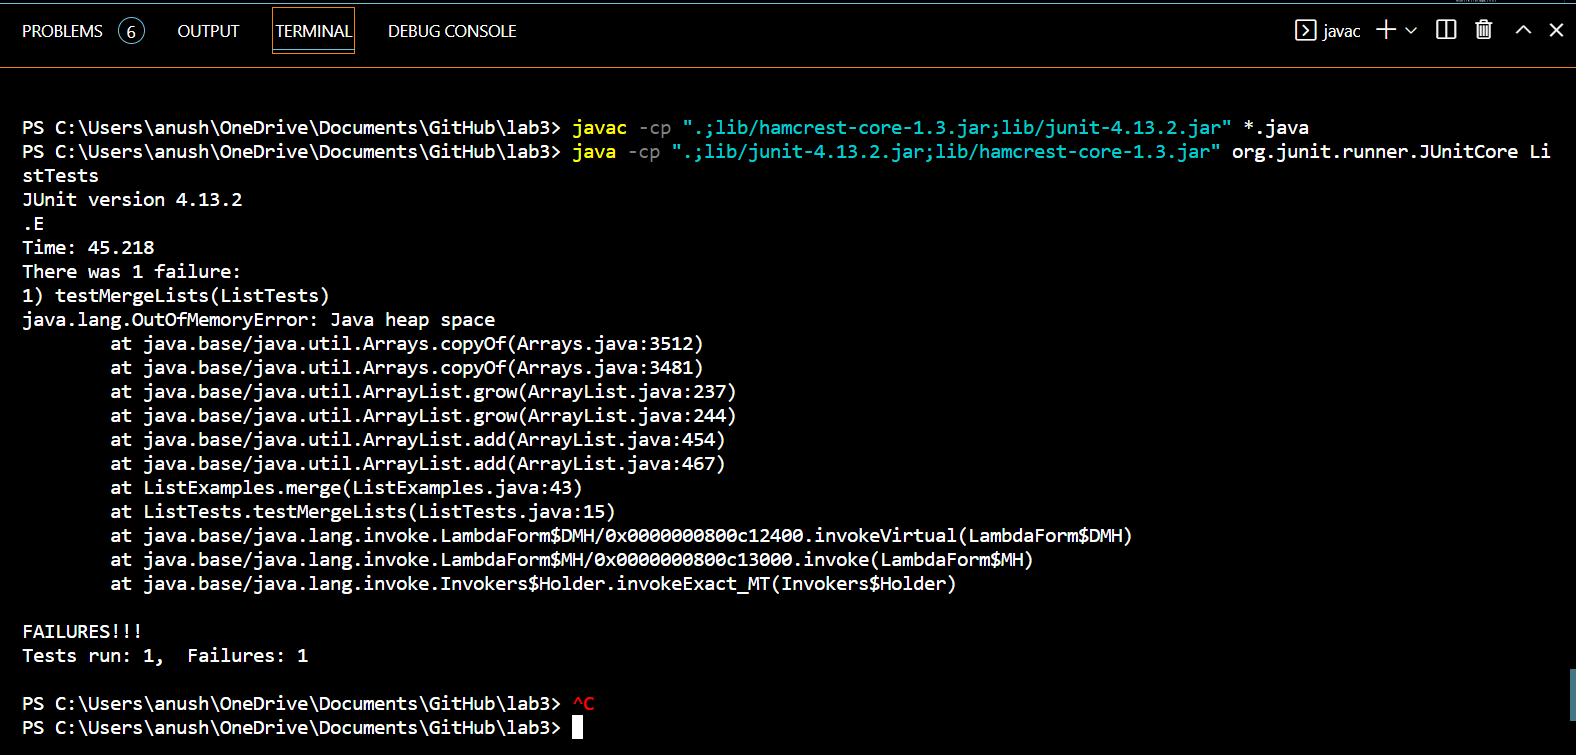 PROBLEMS 6 OUTPUT TERMINAL DEBUG CONSOLE javac
PS C:\Users\anush\OneDrive\Documents\GitHub\lab3> javac -cp ".;lib/hamcrest-core-1.3.jar;lib/junit-4.13.2.jar" *.java
PS C:\Users\anush\OneDrive\Documents\GitHub\lab3> java -cp ".;lib/junit-4.13.2.jar;lib/hamcrest-core-1.3.jar" org.junit.runner.JUnitCore Li
stTests
JUnit version 4.13.2
.E
Time: 45.218
There was 1 failure:
1) testMergeLists(ListTests)
java.lang.OutOfMemoryError: Java heap space
        at java.base/java.util.Arrays.copyOf(Arrays.java:3512)
        at java.base/java.util.Arrays.copyOf(Arrays.java:3481)
        at java.base/java.util.ArrayList.grow(ArrayList.java:237)
        at java.base/java.util.ArrayList.grow(ArrayList.java:244)
        at java.base/java.util.ArrayList.add(ArrayList.java:454)
        at java.base/java.util.ArrayList.add(ArrayList.java:467)
        at ListExamples.merge(ListExamples.java:43)
        at ListTests.testMergeLists(ListTests.java:15)
        at java.base/java.lang.invoke.LambdaForm$DMH/0x0000000800c12400.invokeVirtual(LambdaForm$DMH)
        at java.base/java.lang.invoke.LambdaForm$MH/0x0000000800c13000.invoke(LambdaForm$MH)
        at java.base/java.lang.invoke.Invokers$Holder.invokeExact_MT(Invokers$Holder)
FAILURES!!!
Tests run: 1,  Failures: 1
PS C:\Users\anush\OneDrive\Documents\GitHub\lab3> ^C
PS C:\Users\anush\OneDrive\Documents\GitHub\lab3>